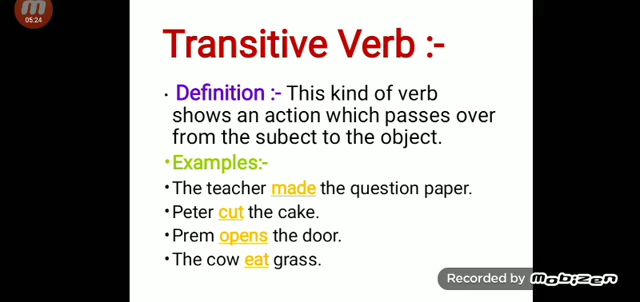 05:24
Transitive Verb :-
• Definition :- This kind of verb
shows an action which passes over
from the subect to the object.
•Examples:-
•The teacher made the question paper.
•Peter cut the cake.
•Prem opens the door.
•The cow eat grass.
Recorded by Mobizen